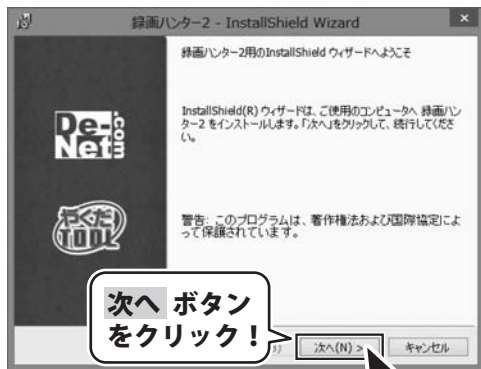 録画ハンター2 - InstallShield Wizard
録画ハンター2用のInstallShield ウィザードへようこそ
De-Net.com
InstallShield(R) ウィザードは、ご使用のコンピュータへ 録画ハン
ター2 をインストールします。「次へ」をクリックして、続行してくださ
い。
やくだつ
TOOL
警告: このプログラムは、著作権法および国際協定によ
って保護されています。
次へ ボタン
をクリック!
次へ(N) >
キャンセル